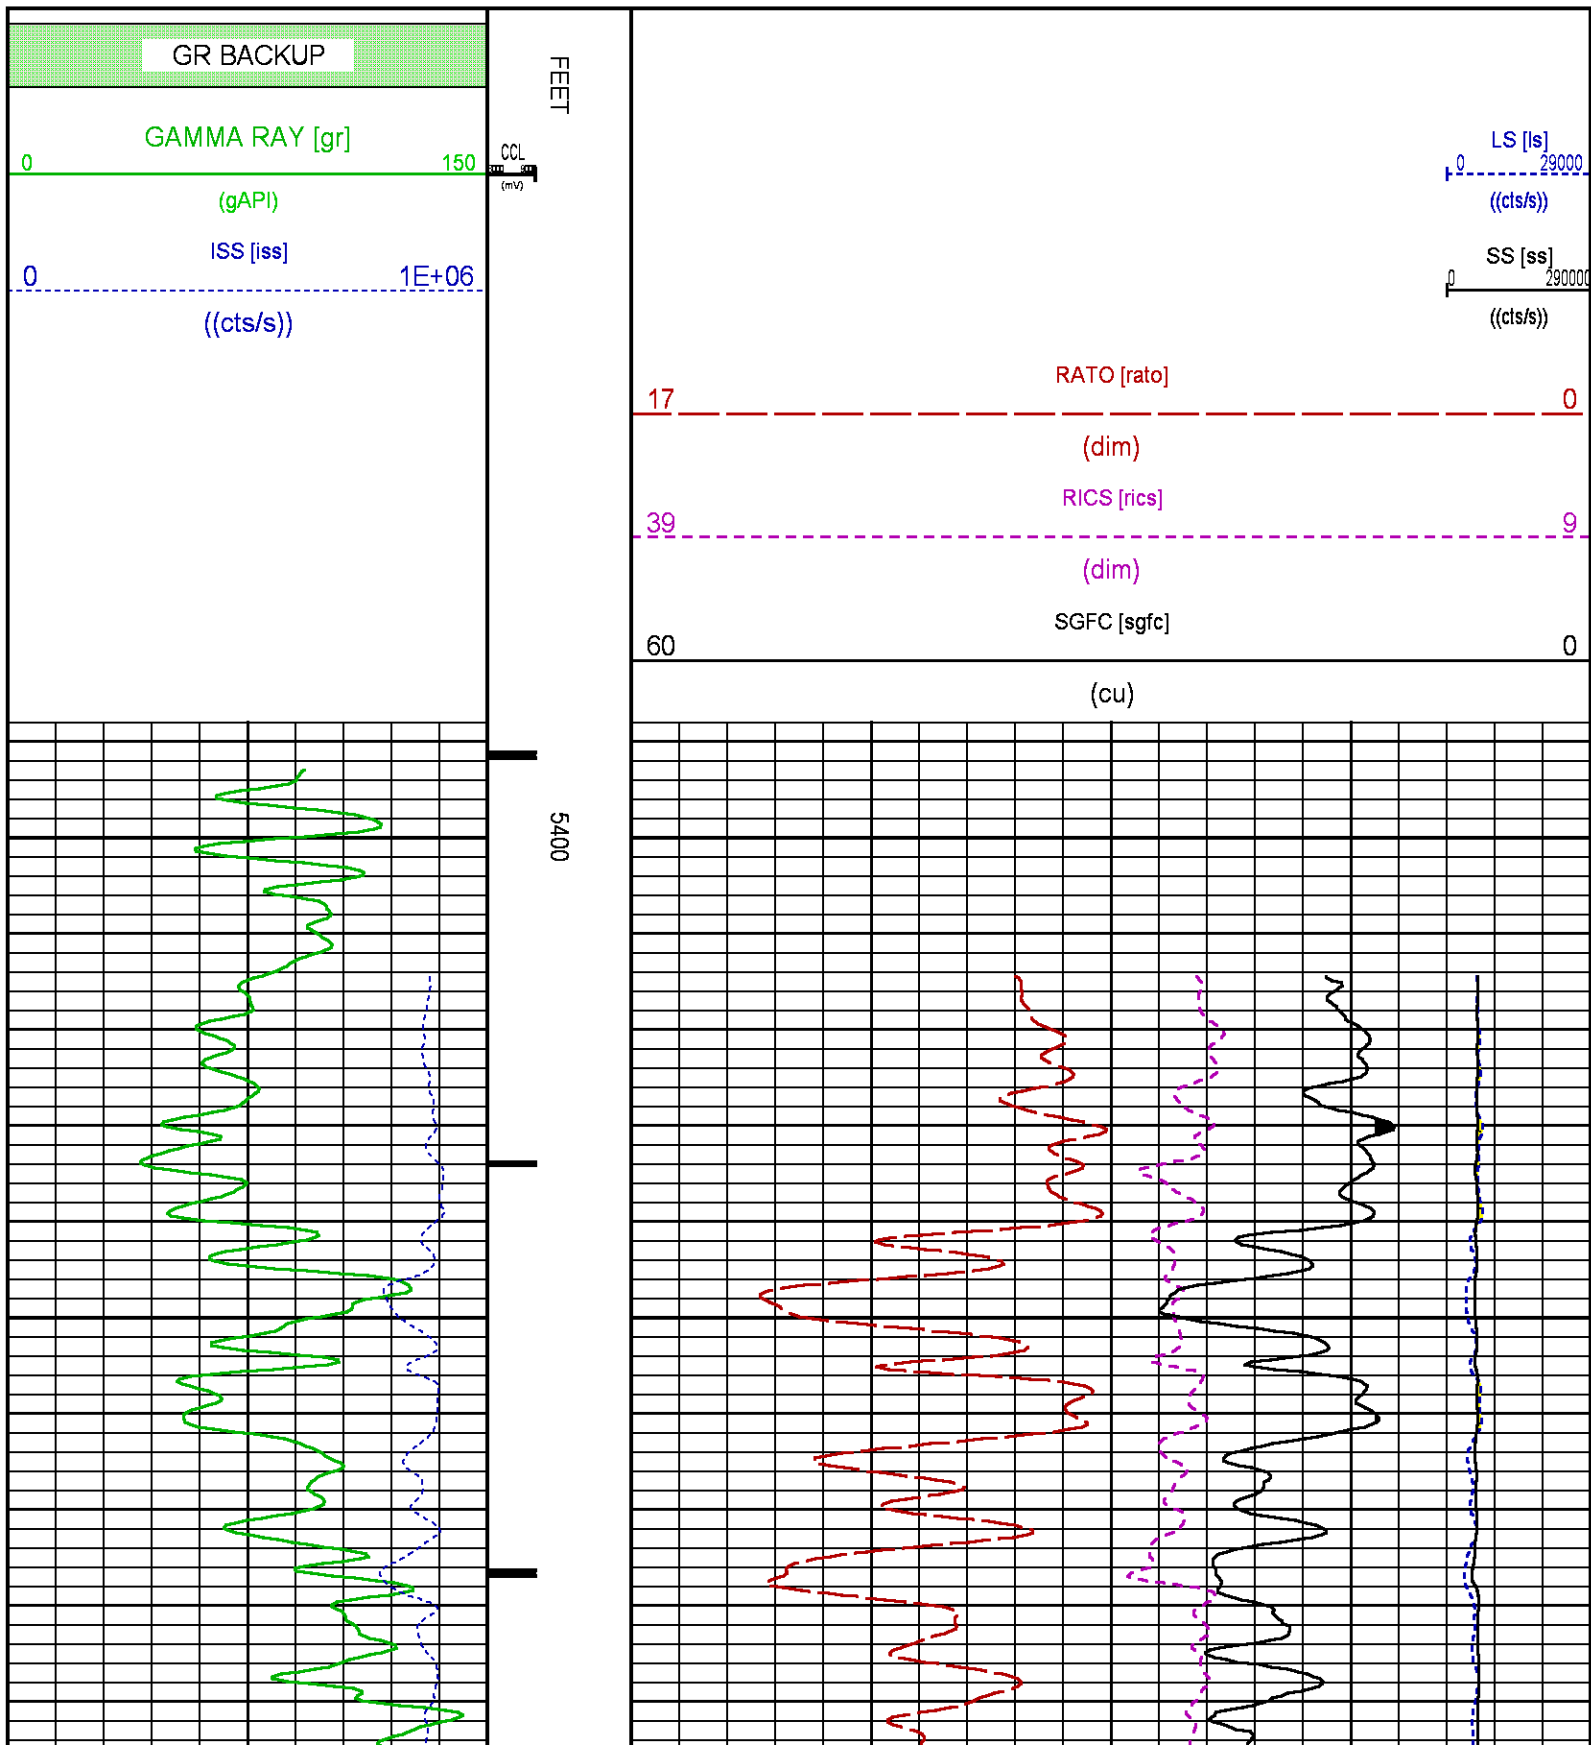 GR BACKUP
GAMMA RAY [gr]
0 150
(gAPI)
ISS [iss]
0 1E+06
((cts/s))
FEET
CCL
(mV)
5400
LS [ls]
0 29000
((cts/s))
SS [ss]
0 290000
((cts/s))
RATO [rato]
17 0
(dim)
RICS [rics]
39 9
(dim)
SGFC [sgfc]
60 0
(cu)